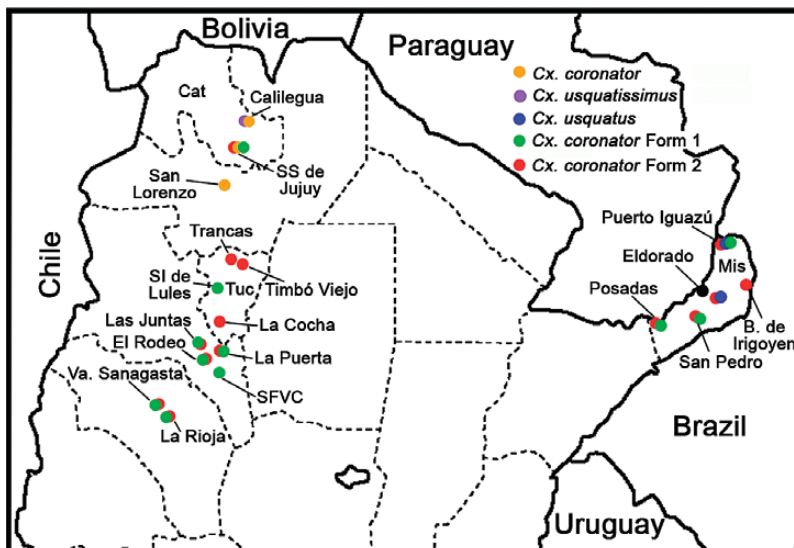 Bolivia
Paraguay
Cx. coronator
Cx. usquatissimus
Cx. usquatus
Cx. coronator Form 1
Cx. coronator Form 2
Cat
Calilegua
SS de
Jujuy
San
Lorenzo
Chile
Trancas
Timbó Viejo
SI de
Lules
Tuc
La Cocha
Las Juntas
El Rodeo
La Puerta
Va. Sanagasta
SFVC
La Rioja
Puerto Iguazú
Mis
Eldorado
Posadas
B. de
Irigoyen
San Pedro
Brazil
Uruguay